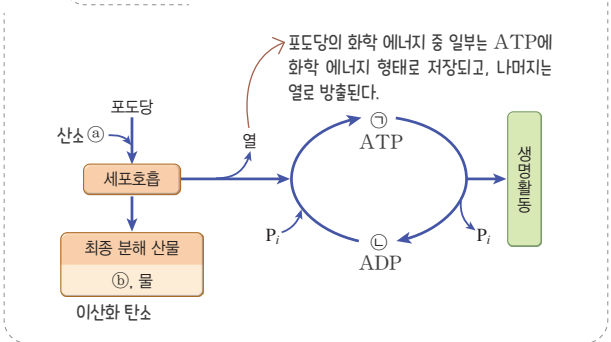 포도당의 화학 에너지 중 일부는 ATP에
화학 에너지 형태로 저장되고, 나머지는
열로 방출된다.
포도당
산소 ⓐ
열
세포호흡
㉠
ATP
생명활동
Pi
Pi
㉡
ADP
최종 분해 산물
ⓑ, 물
이산화 탄소